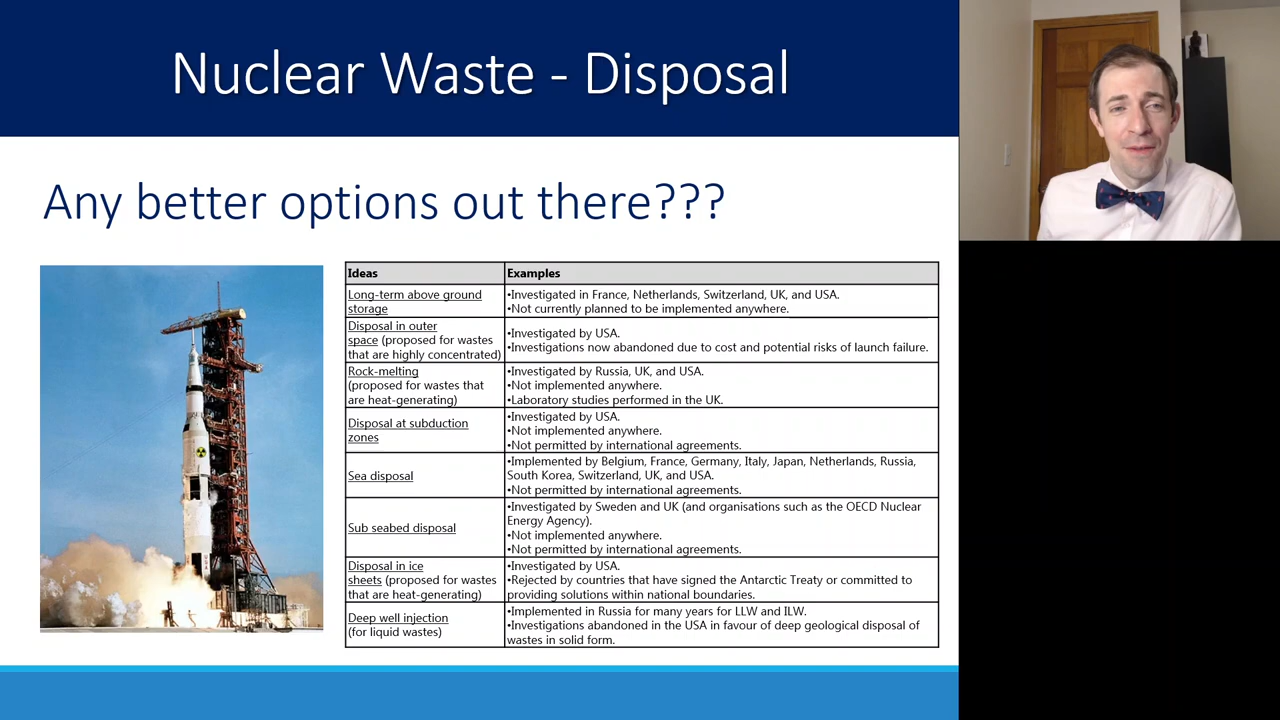 Nuclear Waste - Disposal
Any better options out there???
Ideas
Examples
Long-term above ground
storage
•Investigated in France, Netherlands, Switzerland, UK, and USA.
•Not currently planned to be implemented anywhere.
Disposal in outer
space (proposed for wastes
that are highly concentrated)
•Investigated by USA.
•Investigations now abandoned due to cost and potential risks of launch failure.
Rock-melting
(proposed for wastes that
are heat-generating)
•Investigated by Russia, UK, and USA.
•Not implemented anywhere.
•Laboratory studies performed in the UK.
Disposal at subduction
zones
•Investigated by USA.
•Not implemented anywhere.
•Not permitted by international agreements.
Sea disposal
•Implemented by Belgium, France, Germany, Italy, Japan, Netherlands, Russia,
South Korea, Switzerland, UK, and USA.
•Not permitted by international agreements.
Sub seabed disposal
•Investigated by Sweden and UK (and organisations such as the OECD Nuclear
Energy Agency).
•Not implemented anywhere.
•Not permitted by international agreements.
Disposal in ice
sheets (proposed for wastes
that are heat-generating)
•Investigated by USA.
•Rejected by countries that have signed the Antarctic Treaty or committed to
providing solutions within national boundaries.
Deep well injection
(for liquid wastes)
•Implemented in Russia for many years for LLW and ILW.
•Investigations abandoned in the USA in favour of deep geological disposal of
wastes in solid form.